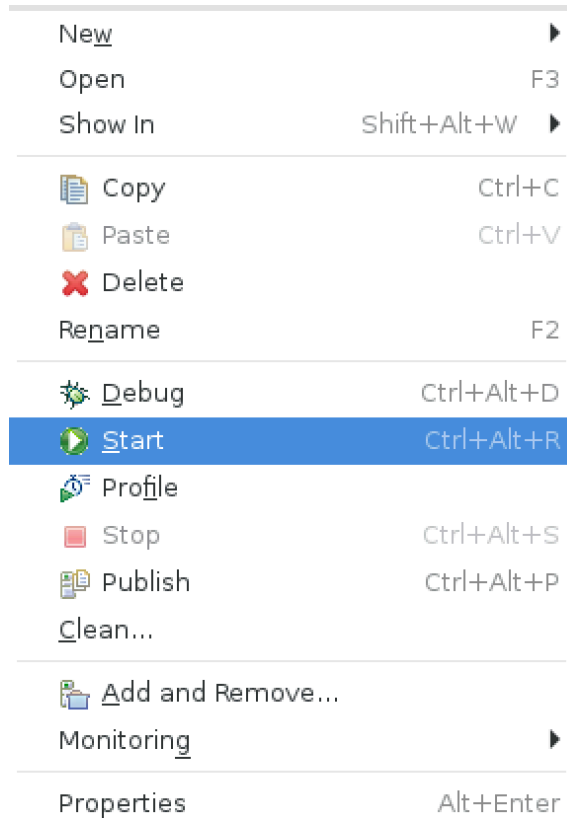 New
Open F3
Show In Shift+Alt+W
Copy Ctrl+C
Paste Ctrl+V
Delete
Rename F2
Debug Ctrl+Alt+D
Start Ctrl+Alt+R
Profile
Stop Ctrl+Alt+S
Publish Ctrl+Alt+P
Clean...
Add and Remove...
Monitoring
Properties Alt+Enter